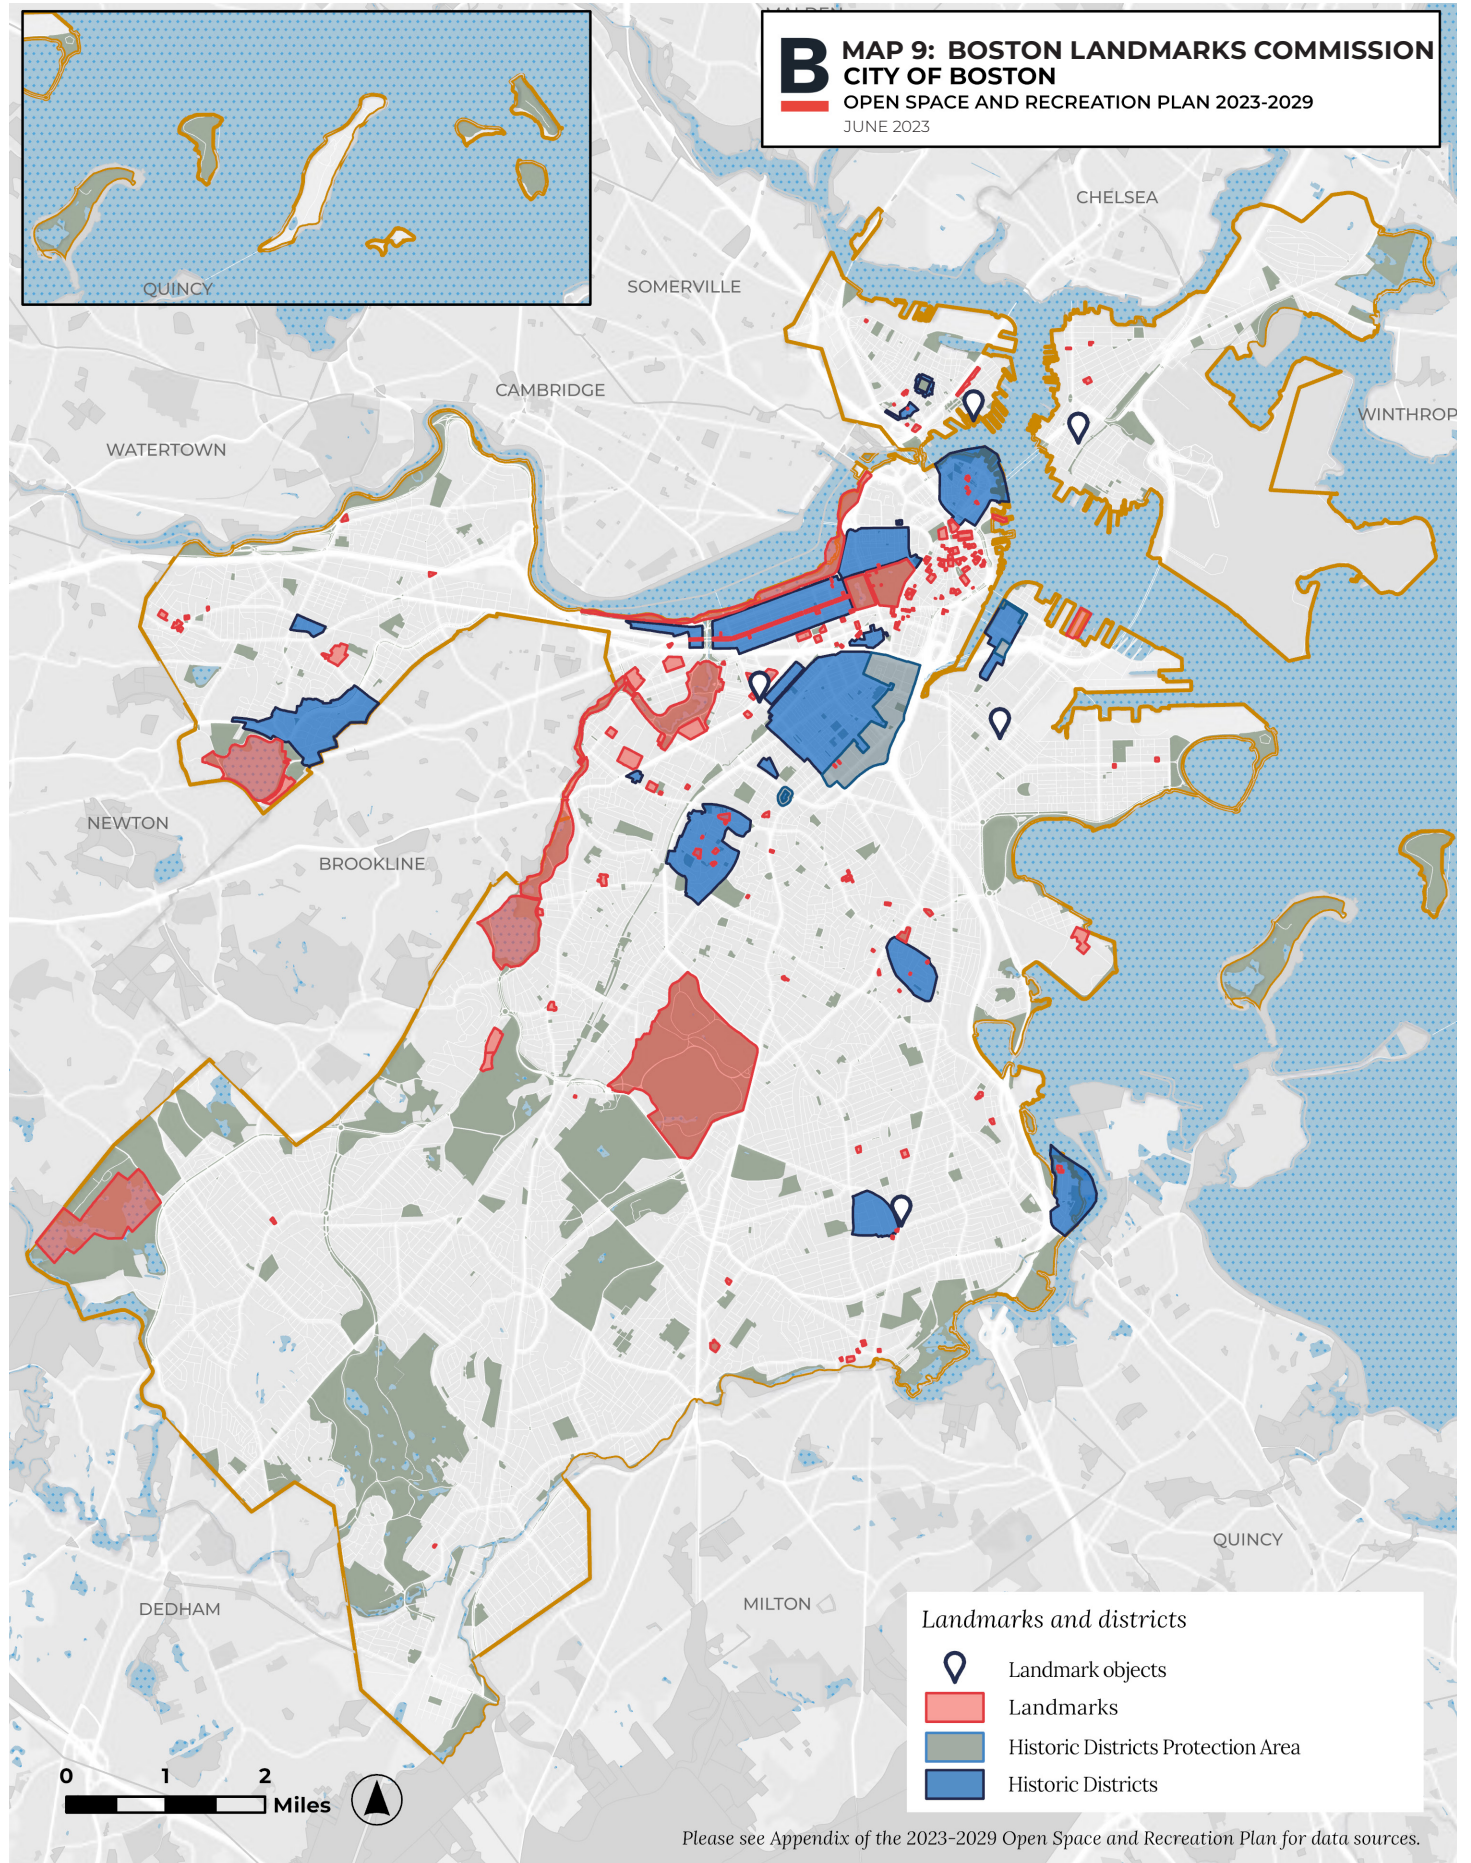 B
MAP 9: BOSTON LANDMARKS COMMISSION
CITY OF BOSTON
OPEN SPACE AND RECREATION PLAN 2023-2029
JUNE 2023
MALDEN
CHELSEA
QUINCY
SOMERVILLE
CAMBRIDGE
WINTHROP
WATERTOWN
NEWTON
BROOKLINE
QUINCY
MILTON
DEDHAM
Landmarks and districts
Landmark objects
Landmarks
Historic Districts Protection Area
Historic Districts
0 1 2
Miles
Please see Appendix of the 2023-2029 Open Space and Recreation Plan for data sources.